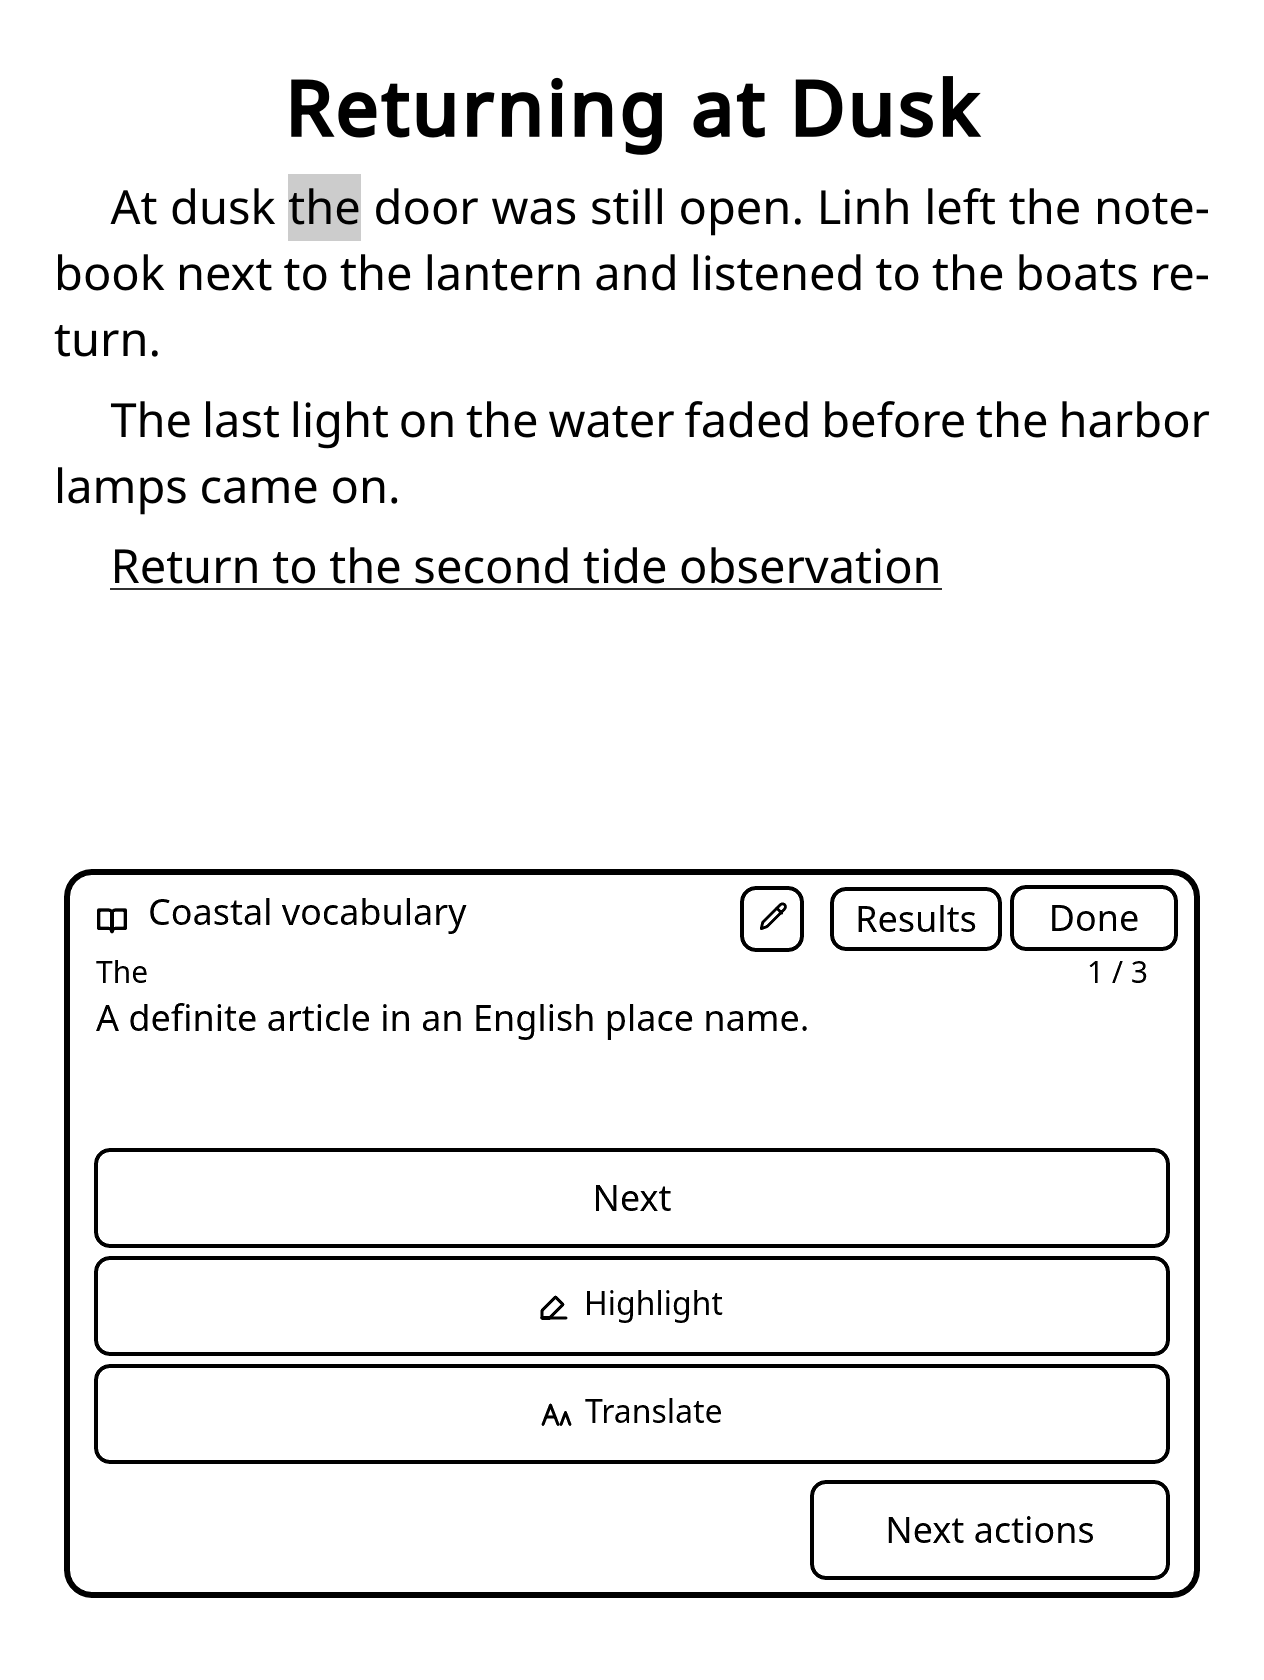 Returning at Dusk
At dusk the door was still open. Linh left the note-
book next to the lantern and listened to the boats re-
turn.
The last light on the water faded before the harbor
lamps came on.
Return to the second tide observation
Coastal vocabulary
Results
Done
The
1 / 3
A definite article in an English place name.
Next
Highlight
Translate
Next actions